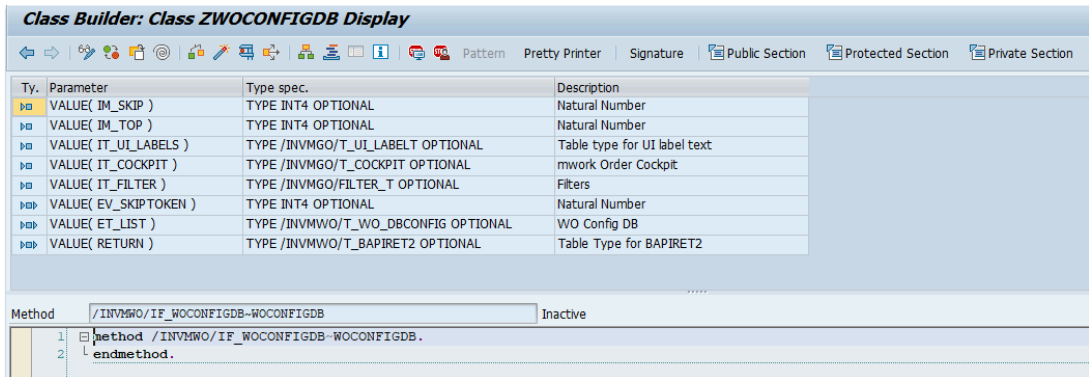 Class Builder: Class ZWOCONFIGDB Display
Pattern Pretty Printer Signature Public Section Protected Section Private Section
Ty. Parameter Type spec. Description
VALUE( IM_SKIP ) TYPE INT4 OPTIONAL Natural Number
VALUE( IM_TOP ) TYPE INT4 OPTIONAL Natural Number
VALUE( IT_UI_LABELS ) TYPE /INVMGO/T_UI_LABELT OPTIONAL Table type for UI label text
VALUE( IT_COCKPIT ) TYPE /INVMGO/T_COCKPIT OPTIONAL mwork Order Cockpit
VALUE( IT_FILTER ) TYPE /INVMGO/FILTER_T OPTIONAL Filters
VALUE( EV_SKIPTOKEN ) TYPE INT4 OPTIONAL Natural Number
VALUE( ET_LIST ) TYPE /INVMWO/T_WO_DBCONFIG OPTIONAL WO Config DB
VALUE( RETURN ) TYPE /INVMWO/T_BAPIRET2 OPTIONAL Table Type for BAPIRET2
Method /INVMWO/IF_WOCONFIGDB~WOCONFIGDB Inactive
1 method /INVMWO/IF_WOCONFIGDB~WOCONFIGDB.
2 endmethod.